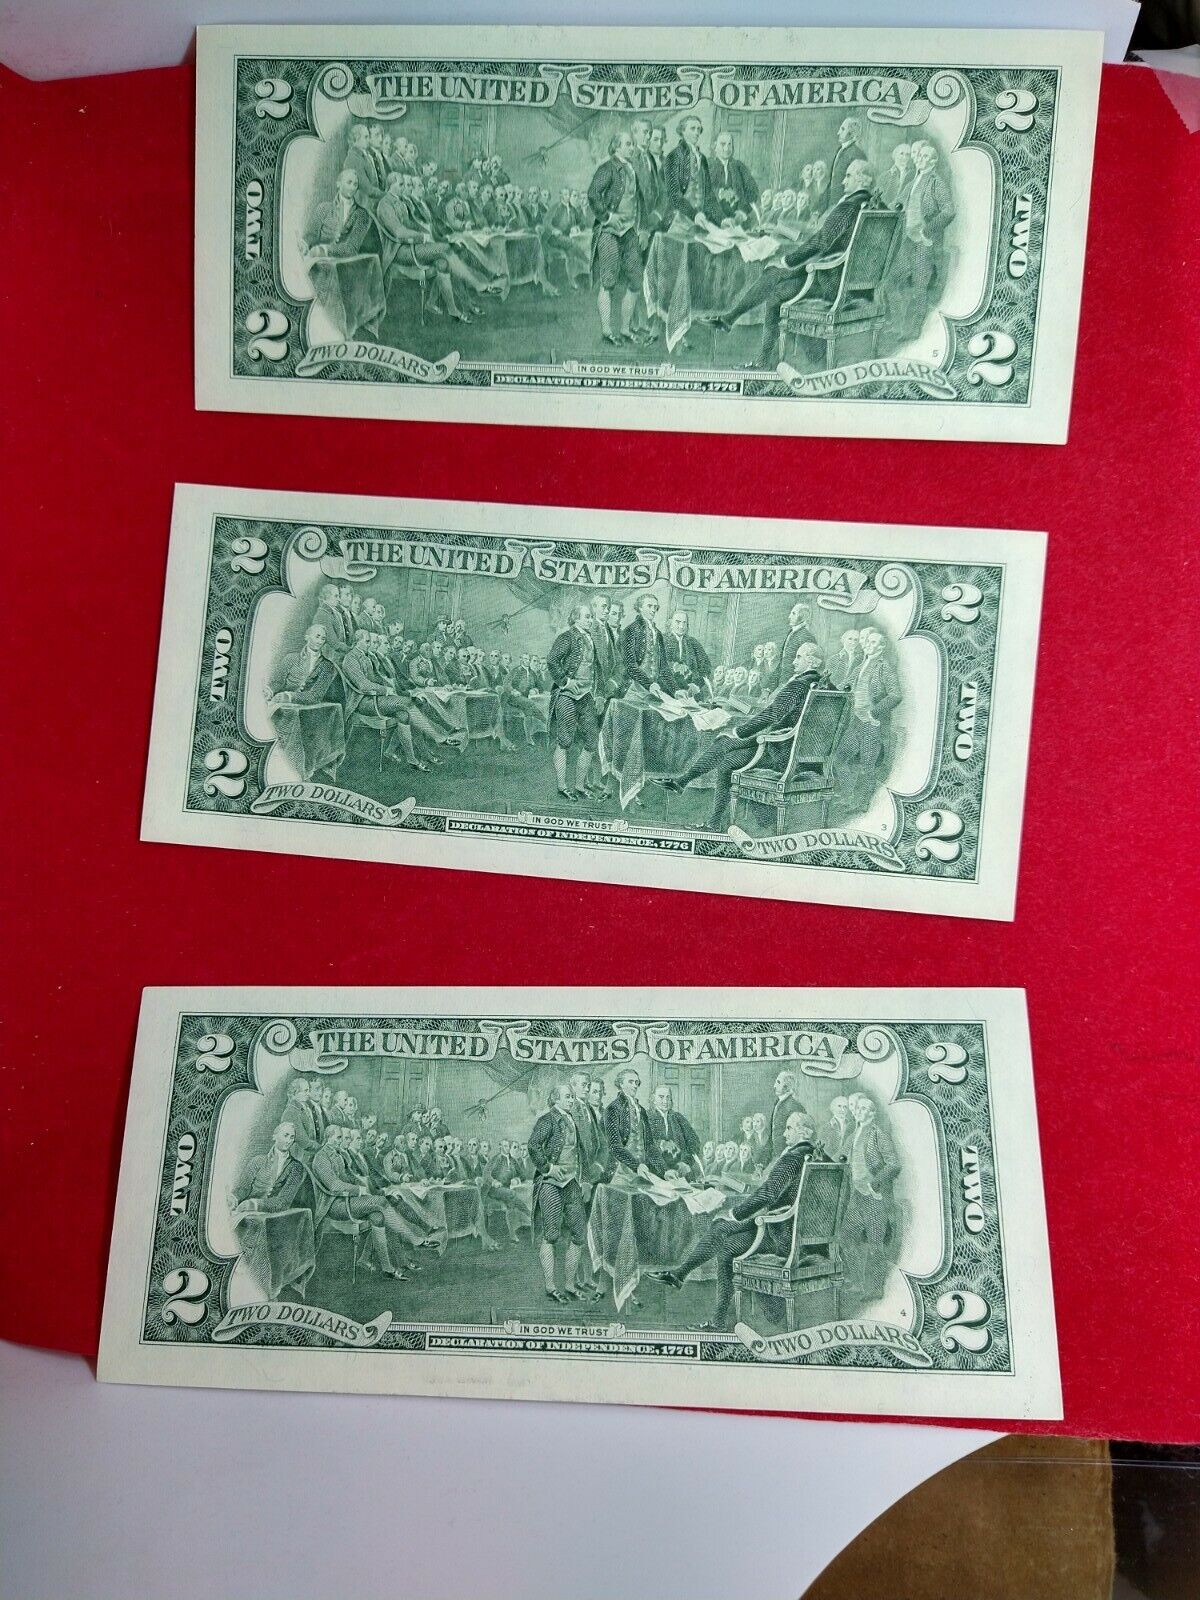 2 THE UNITED STATES OF AMERICA 2
TWO TWO
2 TWO DOLLARS IN GOD WE TRUST TWO DOLLARS 5 2
DECLARATION OF INDEPENDENCE, 1776
2 THE UNITED STATES OF AMERICA 2
TWO TWO
2 TWO DOLLARS IN GOD WE TRUST TWO DOLLARS 3 2
DECLARATION OF INDEPENDENCE, 1776
2 THE UNITED STATES OF AMERICA 2
TWO TWO
2 TWO DOLLARS IN GOD WE TRUST TWO DOLLARS 4 2
DECLARATION OF INDEPENDENCE, 1776